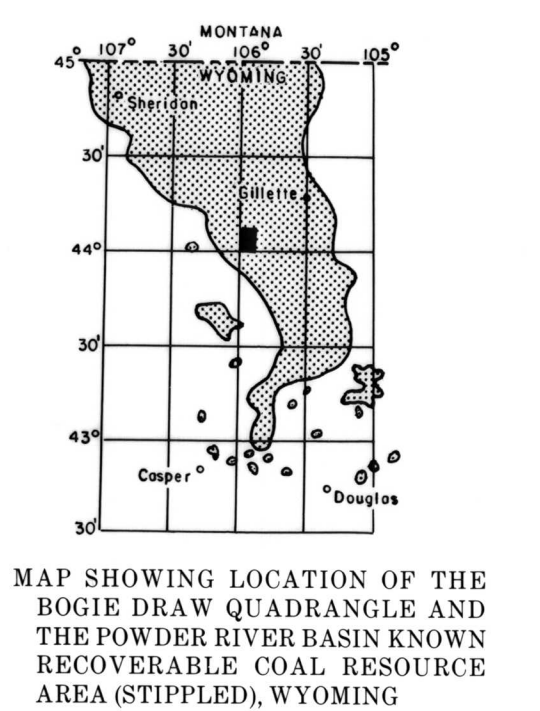 MONTANA
45° 107° 30' 106° 30' 105°
WYOMING
Sheridan
30'
Gillette
44°
30'
43°
Casper
Douglas
30'
MAP SHOWING LOCATION OF THE
BOGIE DRAW QUADRANGLE AND
THE POWDER RIVER BASIN KNOWN
RECOVERABLE COAL RESOURCE
AREA (STIPPLED), WYOMING